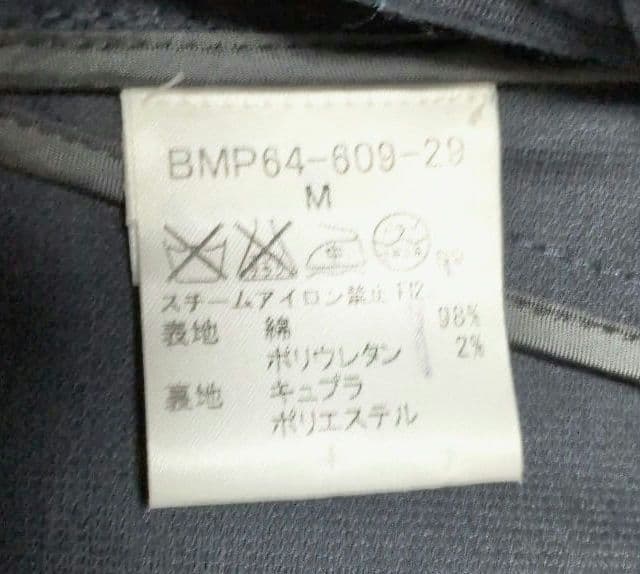 BMP64-609-29
M
スチームアイロン禁止 F12
表地 綿 98%
ポリウレタン 2%
裏地 キュプラ
ポリエステル